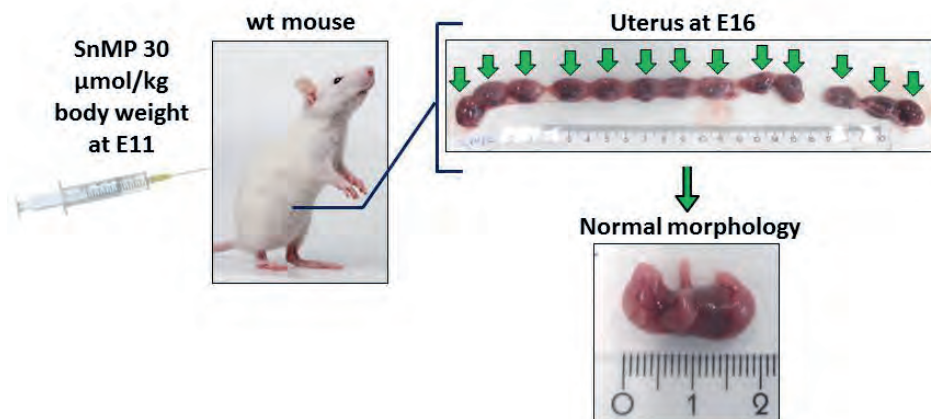 SnMP 30
µmol/kg
body weight
at E11
wt mouse
Uterus at E16
Normal morphology
0 1 2